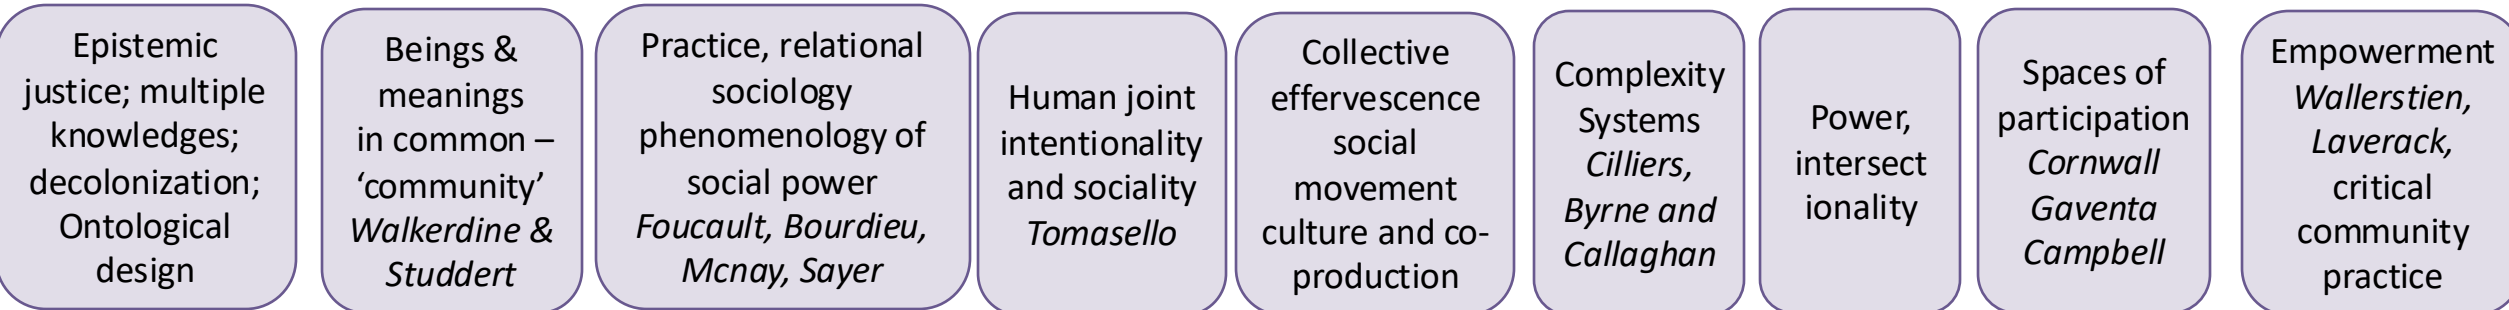 Epistemic
justice; multiple
knowledges;
decolonization;
Ontological
design
Beings &
meanings
in common –
‘community’
Walkerdine &
Studdert
Practice, relational
sociology
phenomenology of
social power
Foucault, Bourdieu,
Mcnay, Sayer
Human joint
intentionality
and sociality
Tomasello
Collective
effervescence
social
movement
culture and co-
production
Complexity
Systems
Cilliers,
Byrne and
Callaghan
Power,
intersect
ionality
Spaces of
participation
Cornwall
Gaventa
Campbell
Empowerment
Wallerstien,
Laverack,
critical
community
practice